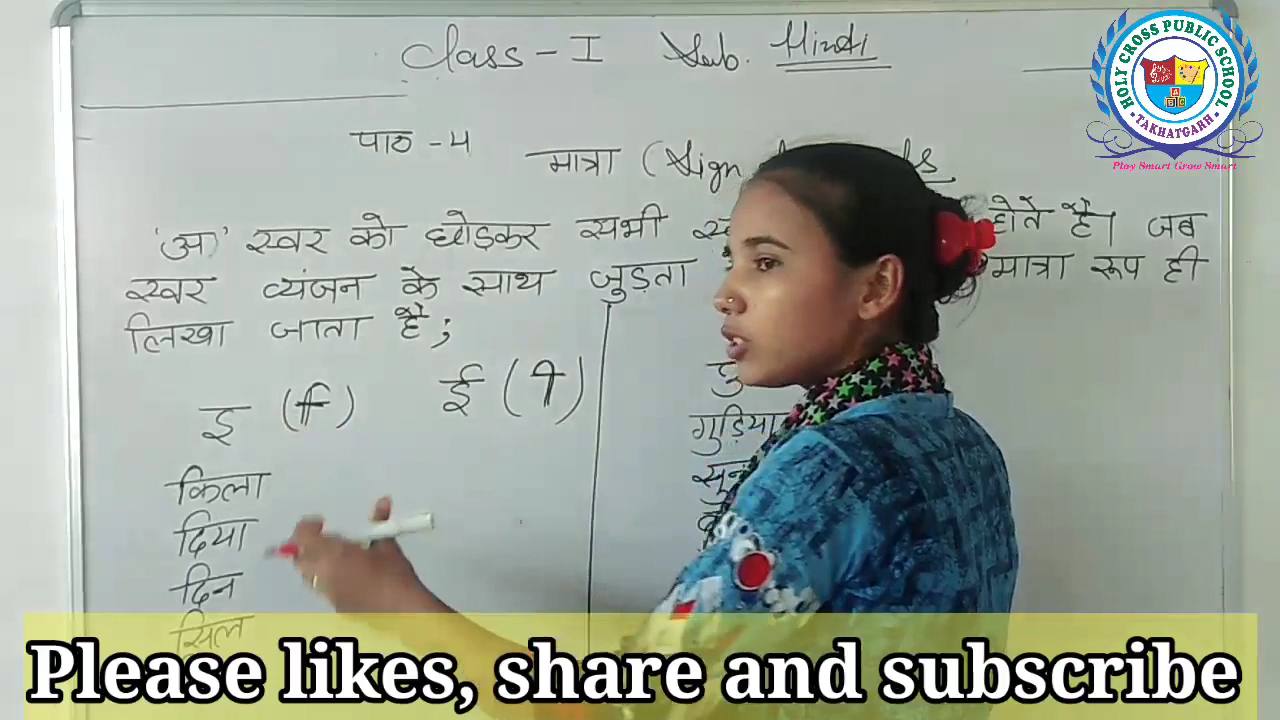 Class - I Sub. Hindi
HOLY CROSS PUBLIC SCHOOL
TAKHATGARH
A
B C
Play Smart Grow Smart
पाठ - 4 मात्रा (Sign
'अ' स्वर को छोड़कर सभी होते है। जब
स्वर व्यंजन के साथ जुड़ता मात्रा रूप ही
लिखा जाता है;
इ (ि) ई (ी)
किला
दिया
दिन
सिल
गुड़िया
Please likes, share and subscribe